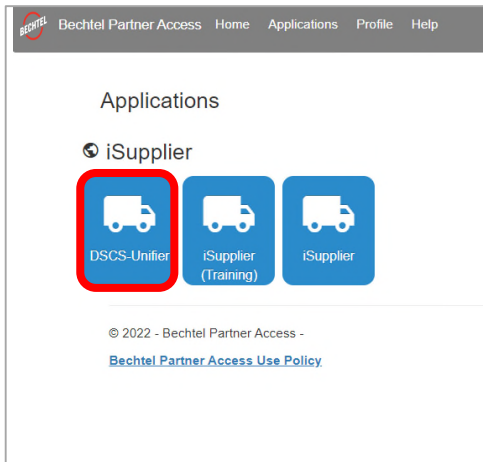 BECHTEL Bechtel Partner Access Home Applications Profile Help
Applications
iSupplier
DSCS-Unifier
iSupplier
(Training)
iSupplier
© 2022 - Bechtel Partner Access -
Bechtel Partner Access Use Policy